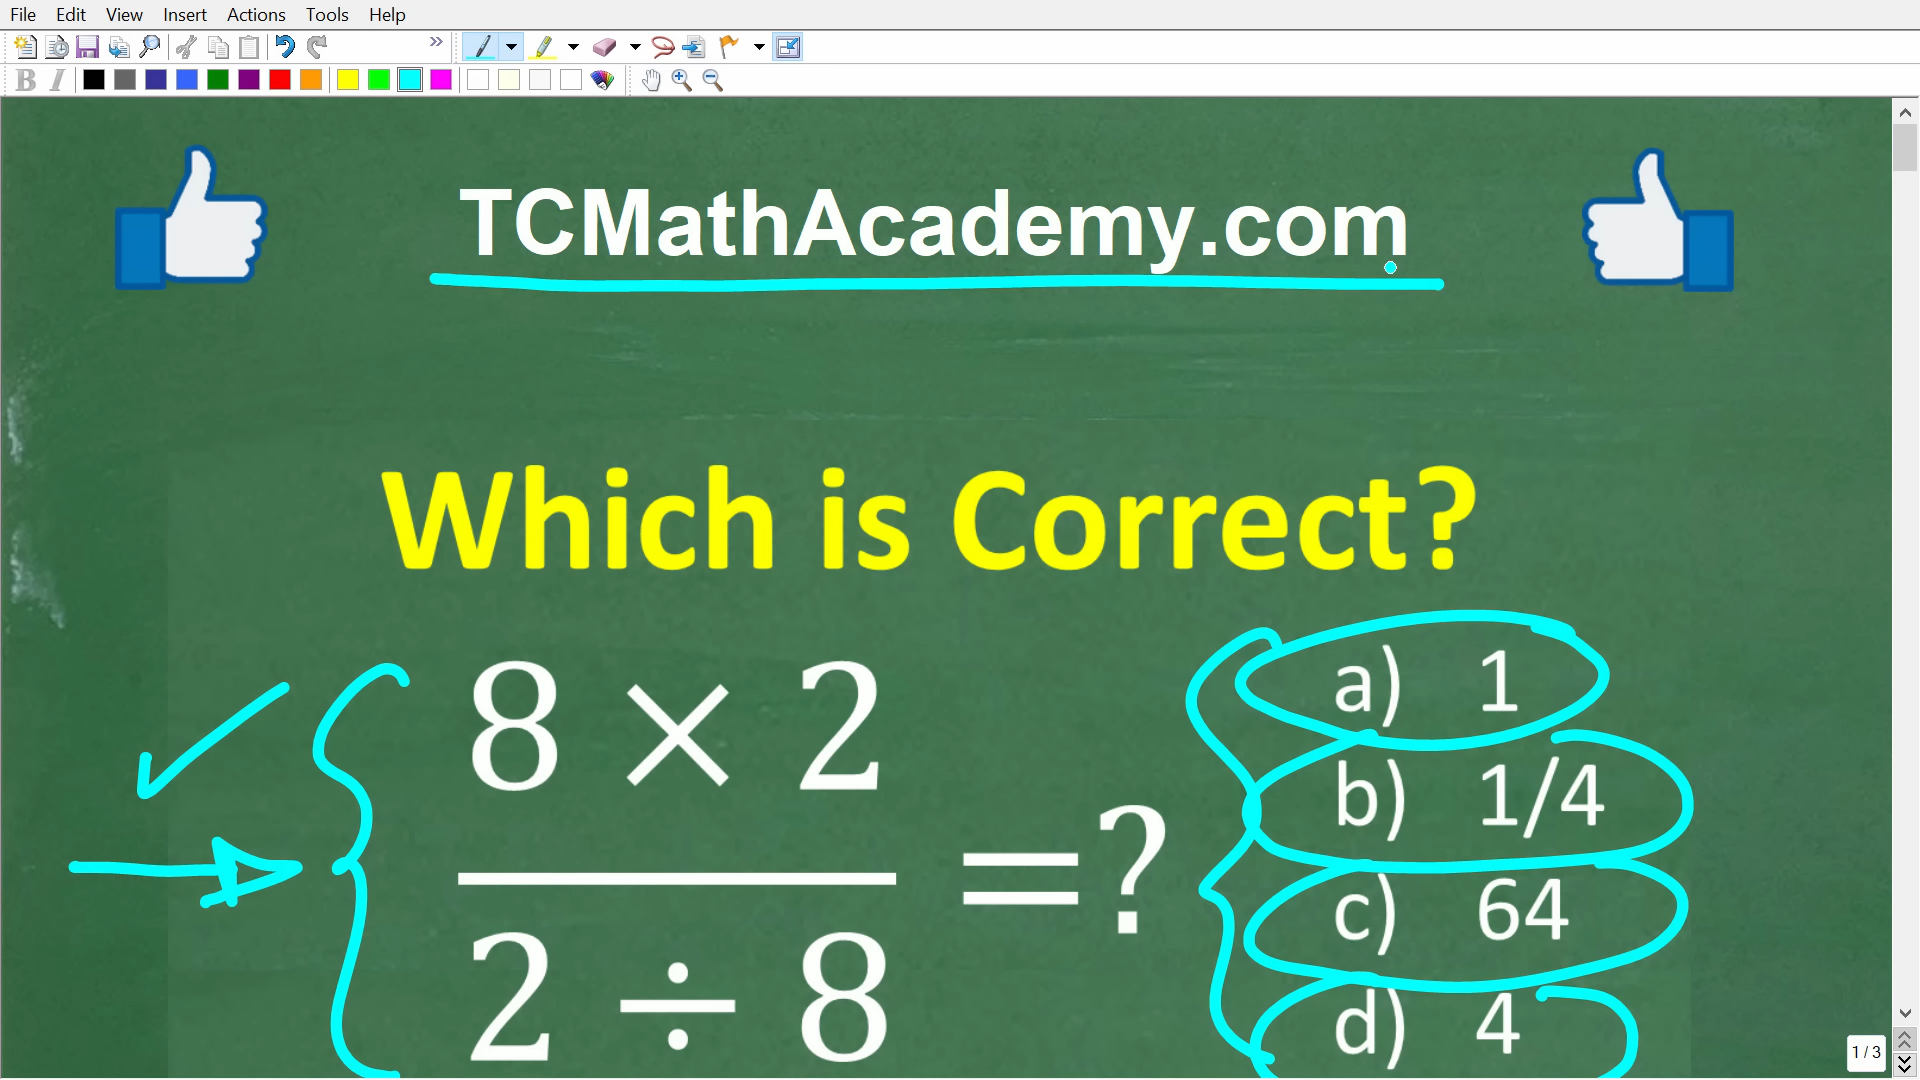 File Edit View Insert Actions Tools Help
B I
TCMathAcademy.com
Which is Correct?
8 × 2
2 ÷ 8
=?
a) 1
b) 1/4
c) 64
d) 4
1 / 3